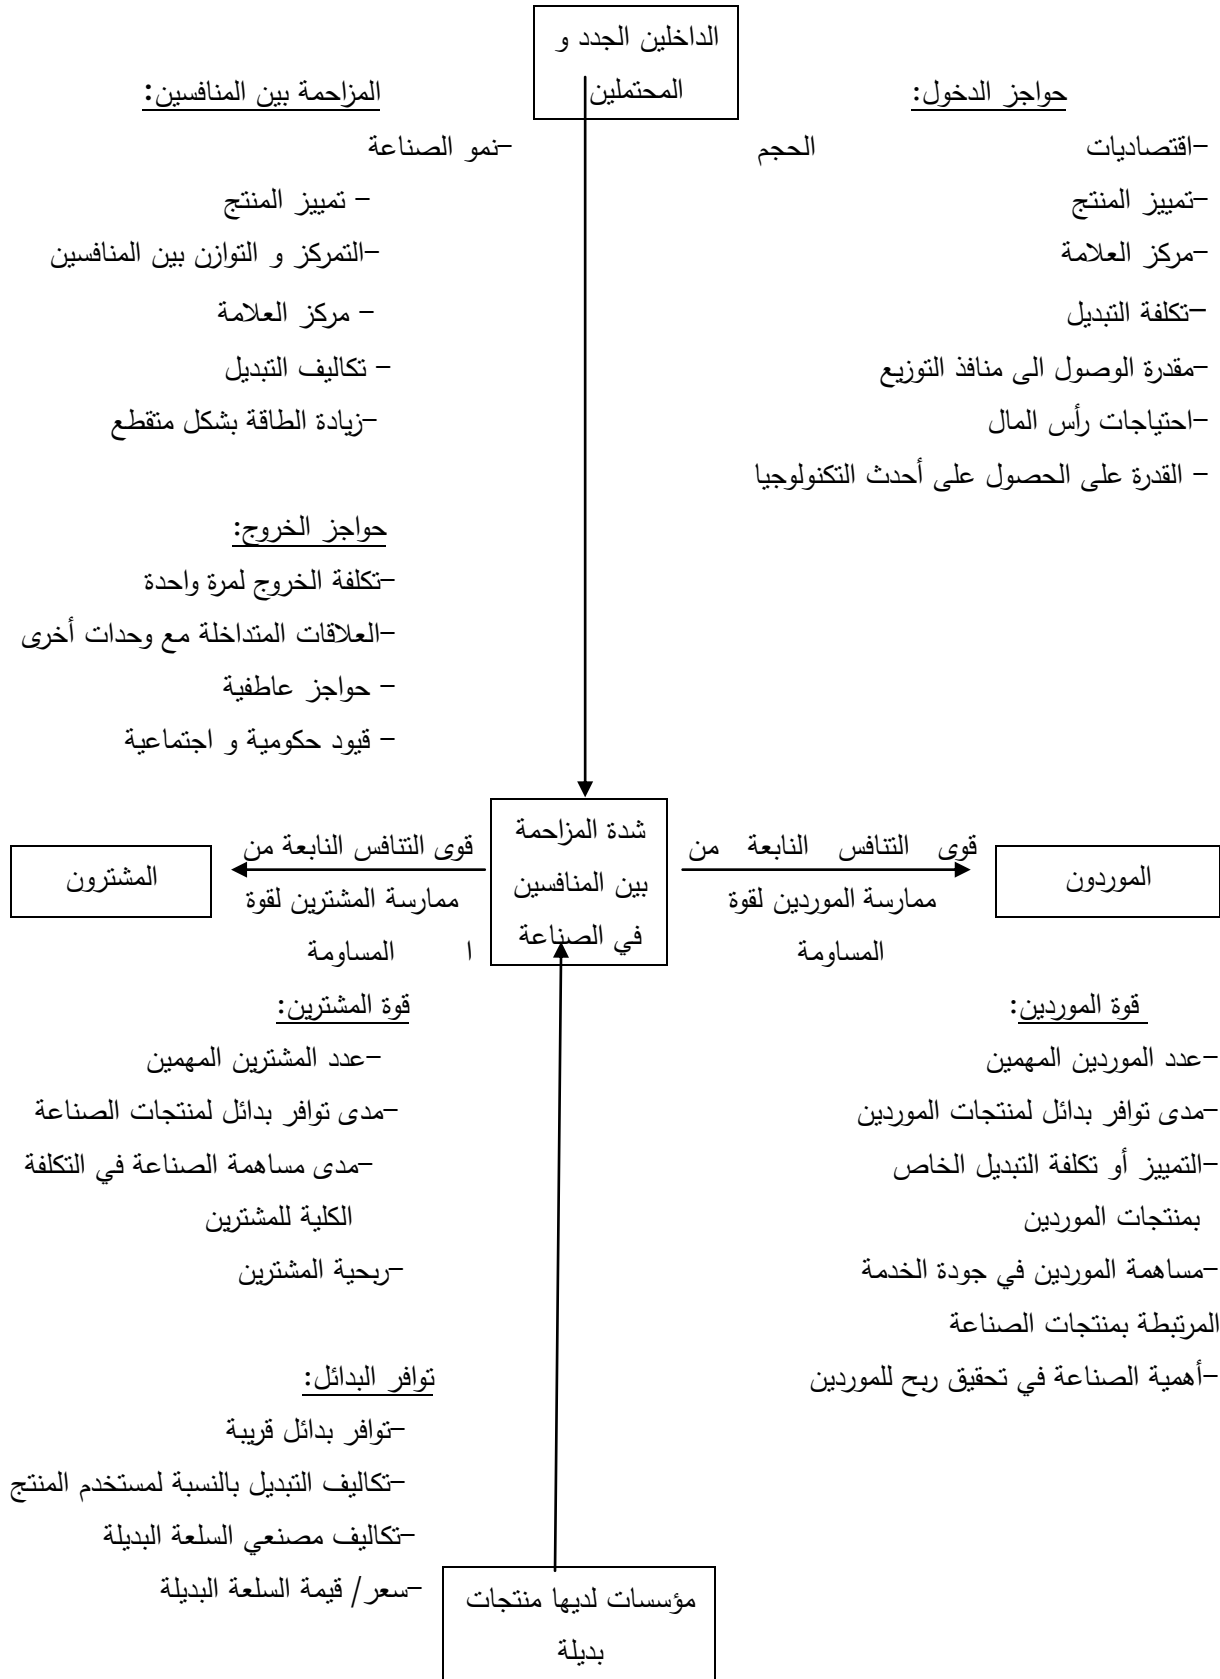 الداخلين الجدد و
المحتملين
حواجز الدخول:
-اقتصاديات الحجم
-تمييز المنتج
-مركز العلامة
-تكلفة التبديل
-مقدرة الوصول الى منافذ التوزيع
-احتياجات رأس المال
- القدرة على الحصول على أحدث التكنولوجيا
المزاحمة بين المنافسين:
-نمو الصناعة
- تمييز المنتج
-التمركز و التوازن بين المنافسين
- مركز العلامة
- تكاليف التبديل
-زيادة الطاقة بشكل متقطع
حواجز الخروج:
-تكلفة الخروج لمرة واحدة
-العلاقات المتداخلة مع وحدات أخرى
- حواجز عاطفية
- قيود حكومية و اجتماعية
الموردون
قوى التنافس النابعة من
ممارسة الموردين لقوة
المساومة
شدة المزاحمة
بين المنافسين
في الصناعة
قوى التنافس النابعة من
ممارسة المشترين لقوة
ا المساومة
المشترون
قوة الموردين:
-عدد الموردين المهمين
-مدى توافر بدائل لمنتجات الموردين
-التمييز أو تكلفة التبديل الخاص
بمنتجات الموردين
-مساهمة الموردين في جودة الخدمة
المرتبطة بمنتجات الصناعة
-أهمية الصناعة في تحقيق ربح للموردين
قوة المشترين:
-عدد المشترين المهمين
-مدى توافر بدائل لمنتجات الصناعة
-مدى مساهمة الصناعة في التكلفة
الكلية للمشترين
-ربحية المشترين
توافر البدائل:
-توافر بدائل قريبة
-تكاليف التبديل بالنسبة لمستخدم المنتج
-تكاليف مصنعي السلعة البديلة
-سعر/ قيمة السلعة البديلة
مؤسسات لديها منتجات
بديلة